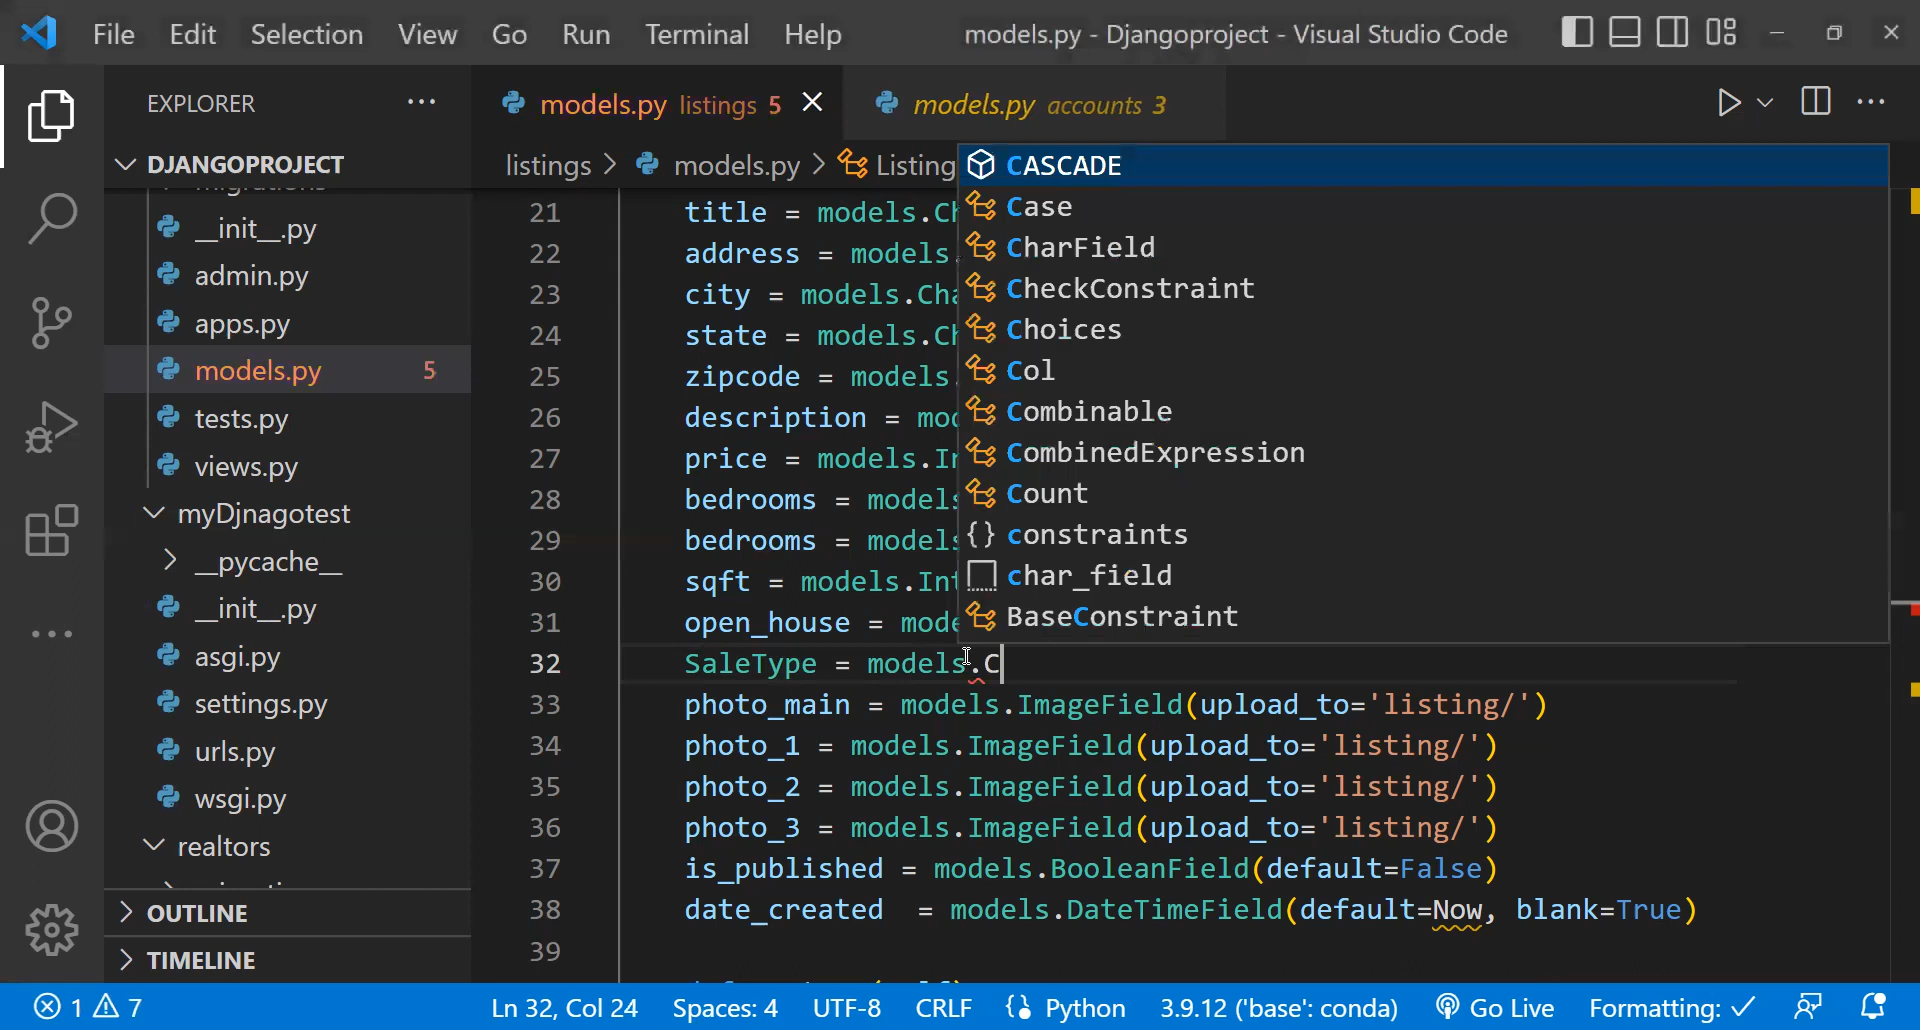 File Edit Selection View Go Run Terminal Help models.py - Djangoproject - Visual Studio Code
EXPLORER ···
models.py listings 5
models.py accounts 3
DJANGOPROJECT
listings > models.py > Listing
migrations
__init__.py
admin.py
apps.py
models.py 5
tests.py
views.py
myDjnagotest
__pycache__
__init__.py
asgi.py
settings.py
urls.py
wsgi.py
realtors
OUTLINE
TIMELINE
21 title = models.Ch
22 address = models.
23 city = models.Cha
24 state = models.Ch
25 zipcode = models.
26 description = mod
27 price = models.In
28 bedrooms = models
29 bedrooms = models
30 sqft = models.Int
31 open_house = mode
32 SaleType = models.C
33 photo_main = models.ImageField(upload_to='listing/')
34 photo_1 = models.ImageField(upload_to='listing/')
35 photo_2 = models.ImageField(upload_to='listing/')
36 photo_3 = models.ImageField(upload_to='listing/')
37 is_published = models.BooleanField(default=False)
38 date_created  = models.DateTimeField(default=Now, blank=True)
39
CASCADE
Case
CharField
CheckConstraint
Choices
Col
Combinable
CombinedExpression
Count
{} constraints
char_field
BaseConstraint
1 7 Ln 32, Col 24 Spaces: 4 UTF-8 CRLF {} Python 3.9.12 ('base': conda) Go Live Formatting: ✓